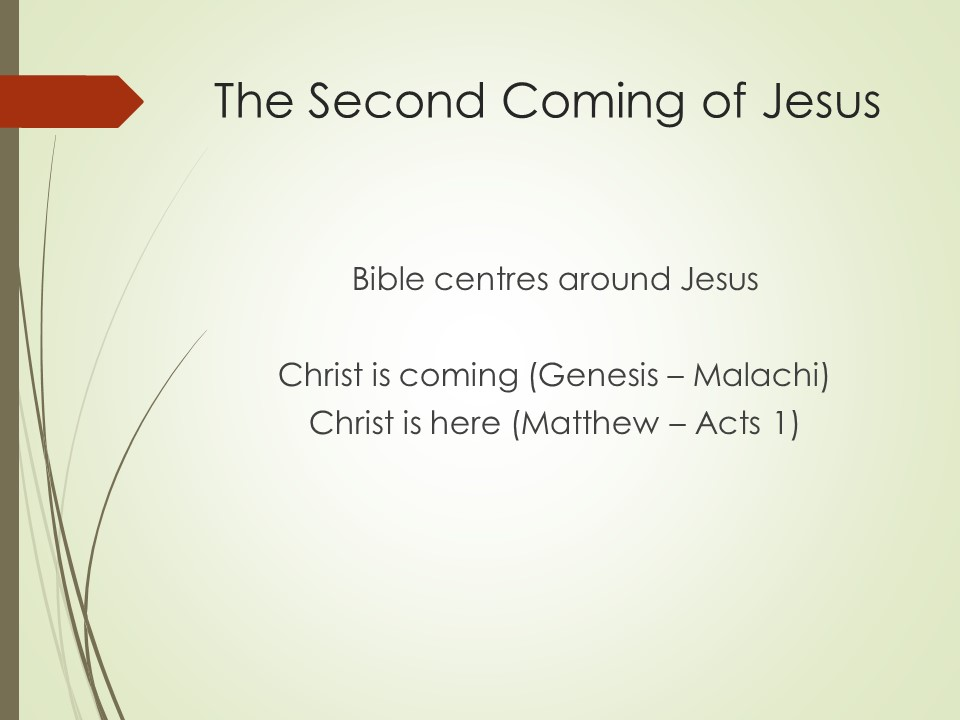 The Second Coming of Jesus
Bible centres around Jesus
Christ is coming (Genesis – Malachi)
Christ is here (Matthew – Acts 1)